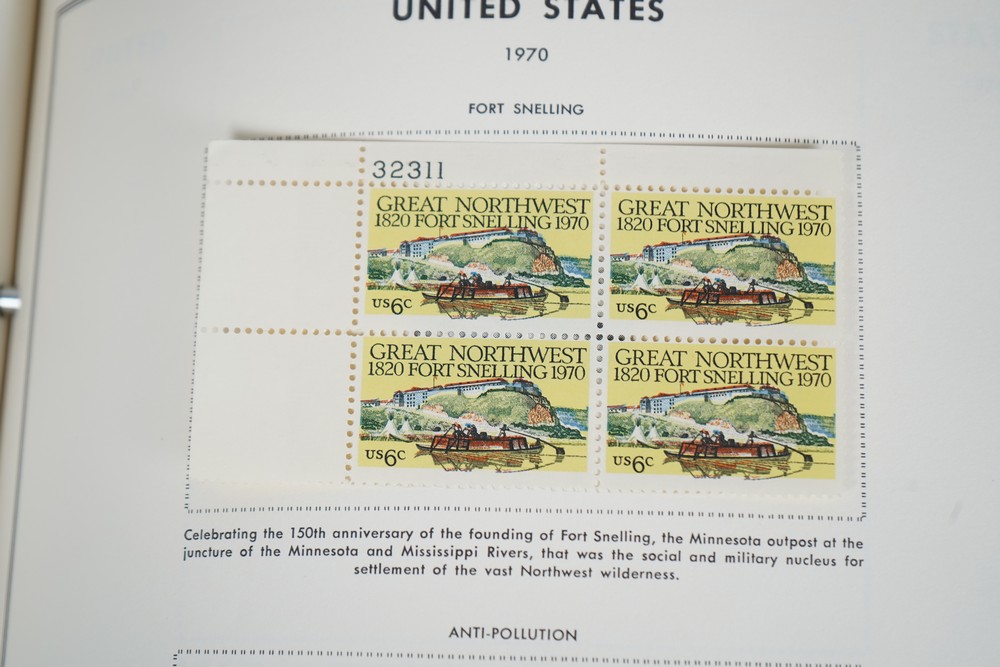 UNITED STATES
1970
FORT SNELLING
32311
GREAT NORTHWEST
1820 FORT SNELLING 1970
US6C
GREAT NORTHWEST
1820 FORT SNELLING 1970
US6C
GREAT NORTHWEST
1820 FORT SNELLING 1970
US6C
GREAT NORTHWEST
1820 FORT SNELLING 1970
US6C
Celebrating the 150th anniversary of the founding of Fort Snelling, the Minnesota outpost at the
juncture of the Minnesota and Mississippi Rivers, that was the social and military nucleus for
settlement of the vast Northwest wilderness.
ANTI-POLLUTION